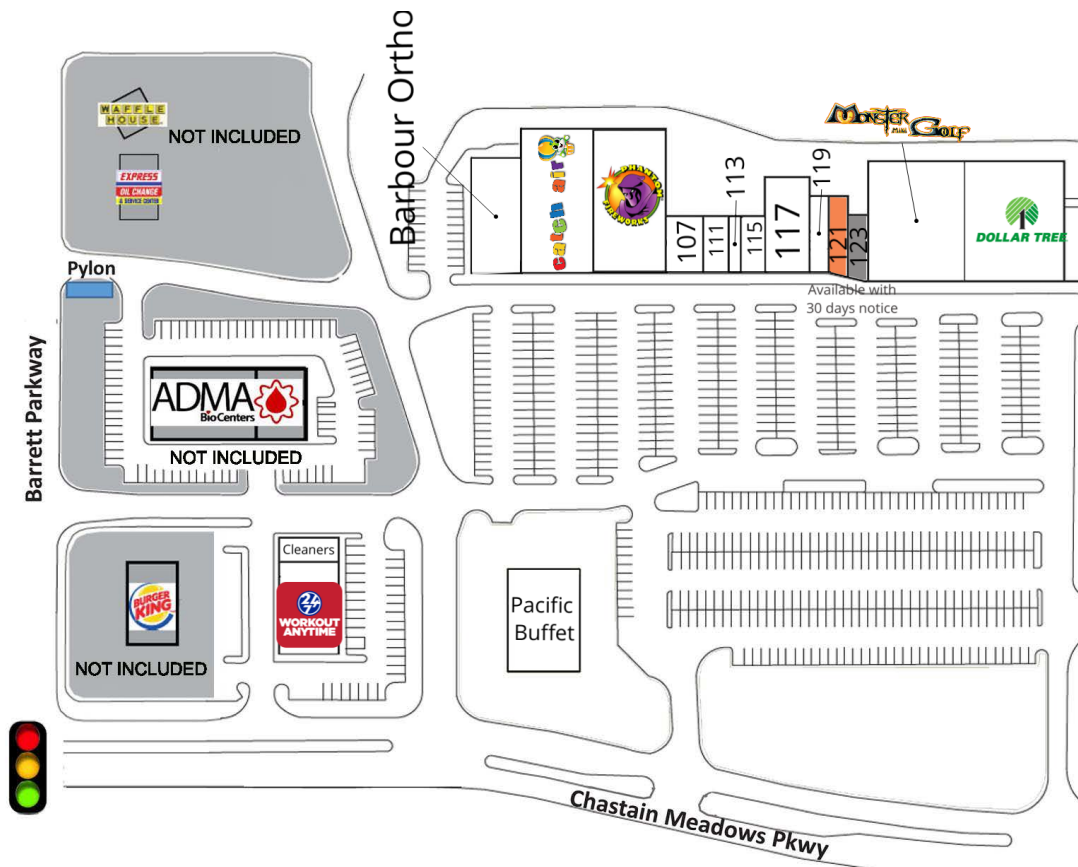 WAFFLE
HOUSE
NOT INCLUDED
EXPRESS
OIL CHANGE
& SERVICE CENTER
Pylon
Barbour Ortho
catch air
PHANTOM
FIREWORKS
107
111
113
115
117
119
121
123
MONSTER
MINI GOLF
DOLLAR TREE
Available with
30 days notice
Barrett Parkway
ADMA
BioCenters
NOT INCLUDED
BURGER
KING
NOT INCLUDED
Cleaners
24
7
WORKOUT
ANYTIME
Pacific
Buffet
Chastain Meadows Pkwy